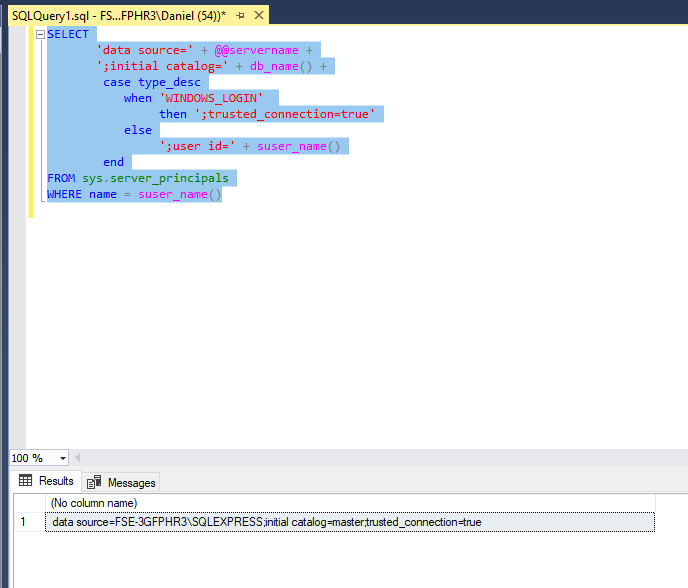 SQLQuery1.sql - FS...FPHR3\Daniel (54))*
SELECT
'data source=' + @@servername +
';initial catalog=' + db_name() +
case type_desc
when 'WINDOWS_LOGIN'
then ';trusted_connection=true'
else
';user id=' + suser_name()
end
FROM sys.server_principals
WHERE name = suser_name()
100 %
Results Messages
(No column name)
1 data source=FSE-3GFPHR3\SQLEXPRESS;initial catalog=master;trusted_connection=true